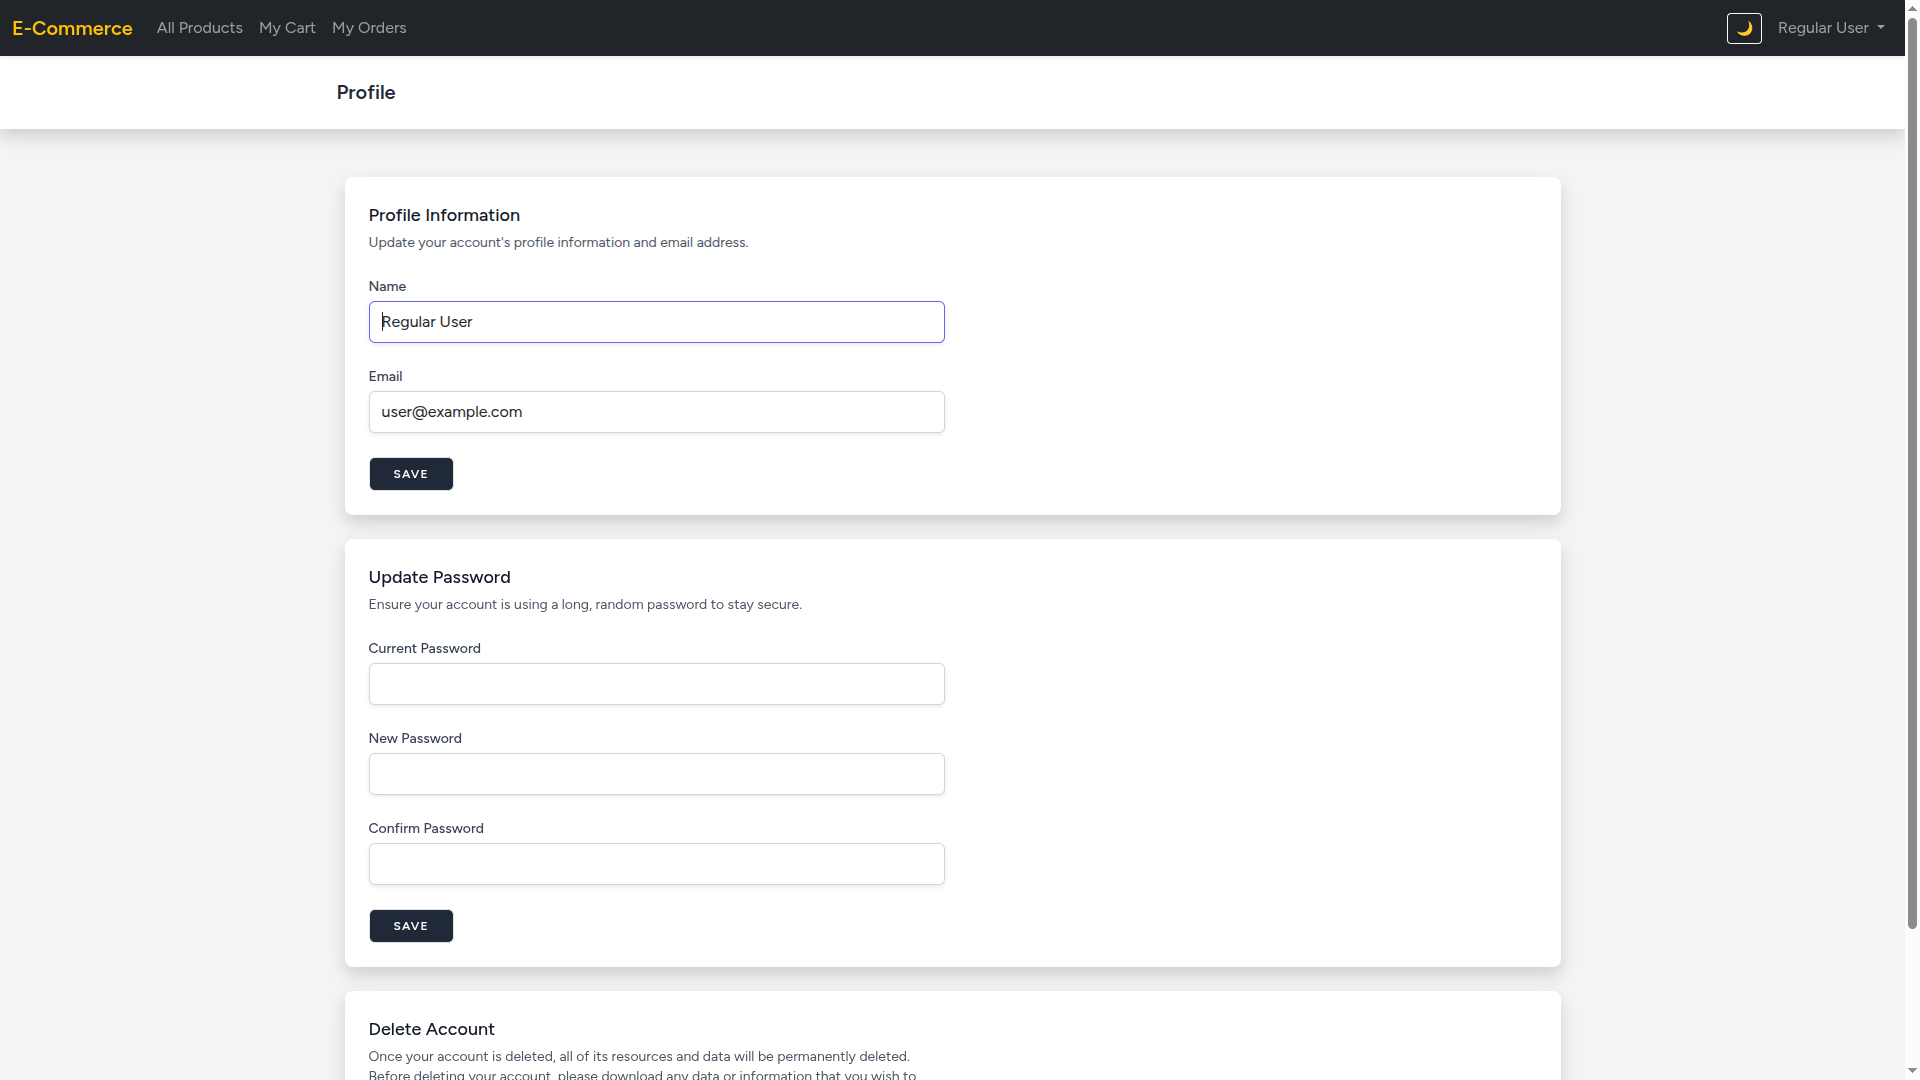 E-Commerce All Products My Cart My Orders Regular User
Profile
Profile Information
Update your account's profile information and email address.
Name
Regular User
Email
user@example.com
SAVE
Update Password
Ensure your account is using a long, random password to stay secure.
Current Password
New Password
Confirm Password
SAVE
Delete Account
Once your account is deleted, all of its resources and data will be permanently deleted.
Before deleting your account, please download any data or information that you wish to